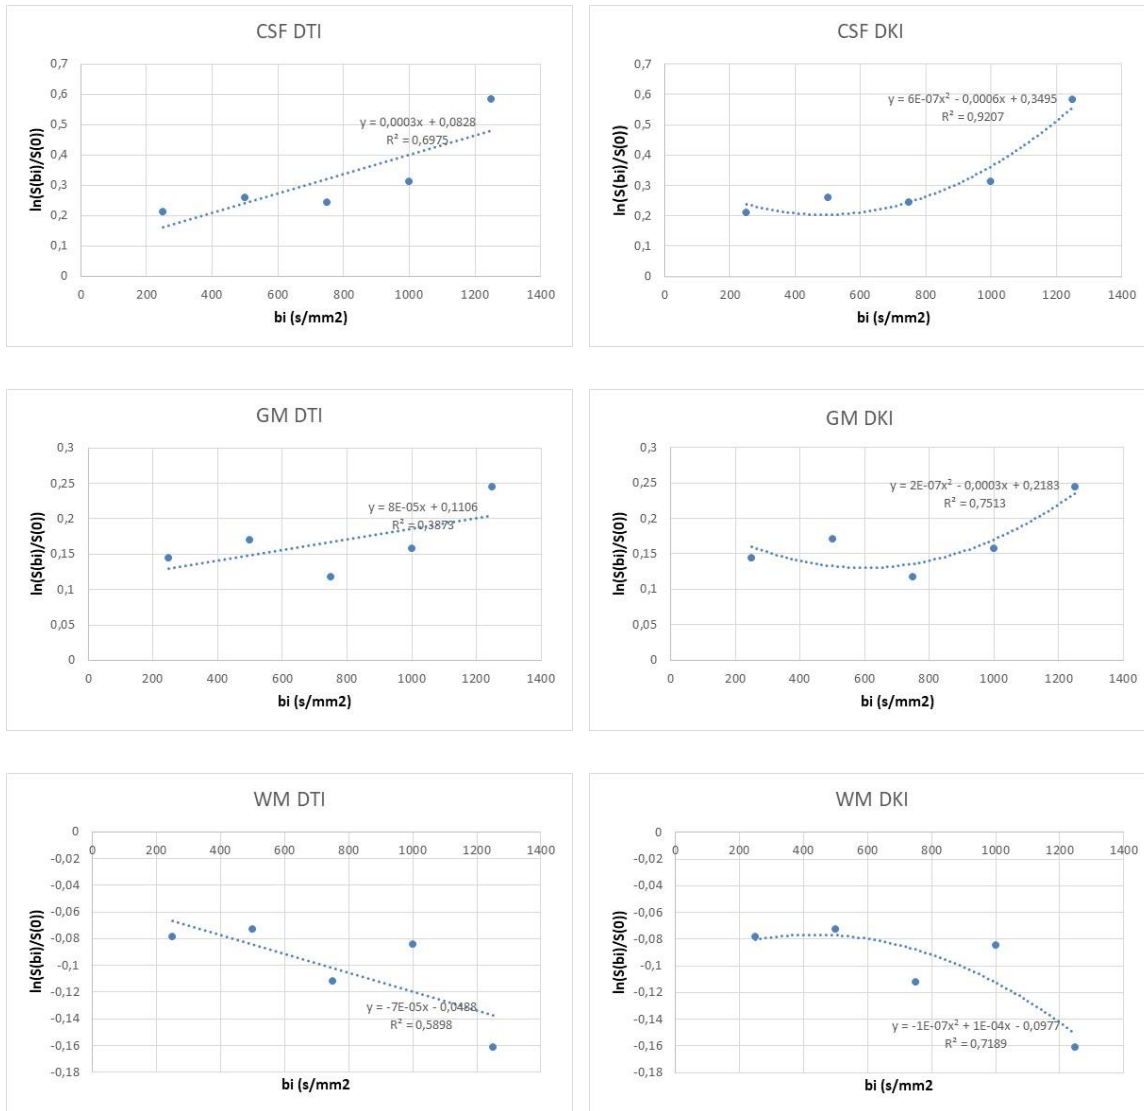 CSF DTI
0,7
0,6
0,5
0,4
0,3
0,2
0,1
0
0 200 400 600 800 1000 1200 1400
ln(S(bi)/S(0))
bi (s/mm2)
y = 0,0003x + 0,0828
R² = 0,6975
CSF DKI
0,7
0,6
0,5
0,4
0,3
0,2
0,1
0
0 200 400 600 800 1000 1200 1400
ln(S(bi)/S(0))
bi (s/mm2)
y = 6E-07x² - 0,0006x + 0,3495
R² = 0,9207
GM DTI
0,3
0,25
0,2
0,15
0,1
0,05
0
0 200 400 600 800 1000 1200 1400
ln(S(bi)/S(0))
bi (s/mm2)
y = 8E-05x + 0,1106
R² = 0,3873
GM DKI
0,3
0,25
0,2
0,15
0,1
0,05
0
0 200 400 600 800 1000 1200 1400
ln(S(bi)/S(0))
bi (s/mm2)
y = 2E-07x² - 0,0003x + 0,2183
R² = 0,7513
WM DTI
0
0 200 400 600 800 1000 1200 1400
-0,02
-0,04
-0,06
-0,08
-0,1
-0,12
-0,14
-0,16
-0,18
ln(S(bi)/S(0))
bi (s/mm2
y = -7E-05x - 0,0488
R² = 0,5898
WM DKI
0
0 200 400 600 800 1000 1200 1400
-0,02
-0,04
-0,06
-0,08
-0,1
-0,12
-0,14
-0,16
-0,18
ln(S(bi)/S(0))
bi (s/mm2
y = -1E-07x² + 1E-04x - 0,0977
R² = 0,7189